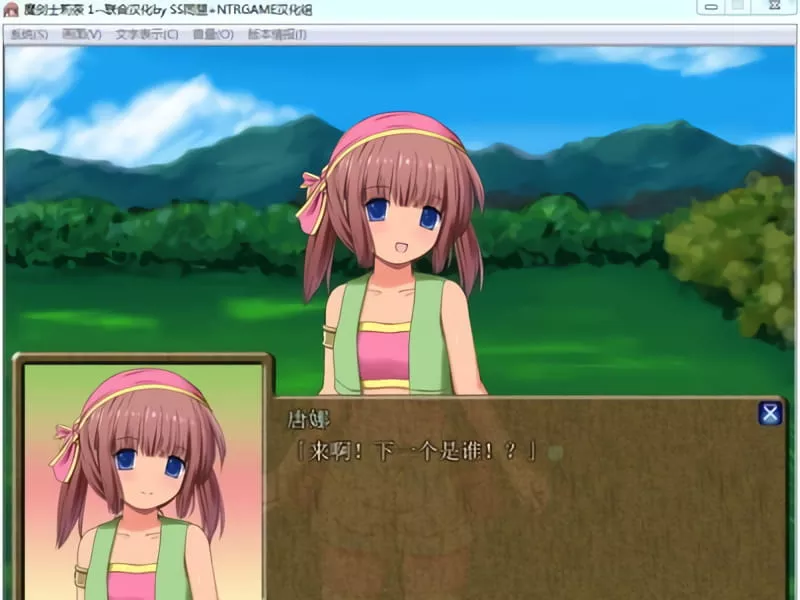 魔剑士莉奈 1~联合汉化by SS同盟*NTRGAME汉化组
系统(S) 画面(V) 文字表示(C) 音量(O) 版本情报(I)
唐娜
「来啊！下一个是谁！？」